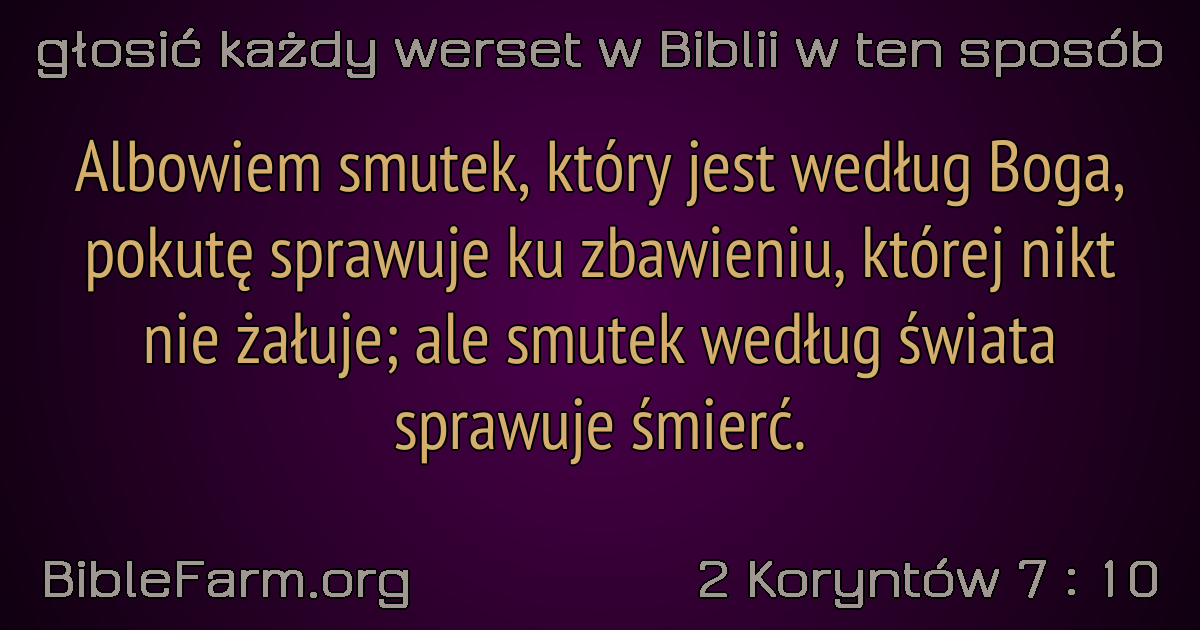 głosić każdy werset w Biblii w ten sposób
Albowiem smutek, który jest według Boga,
pokutę sprawuje ku zbawieniu, której nikt
nie żałuje; ale smutek według świata
sprawuje śmierć.
BibleFarm.org
2 Koryntów 7 : 10